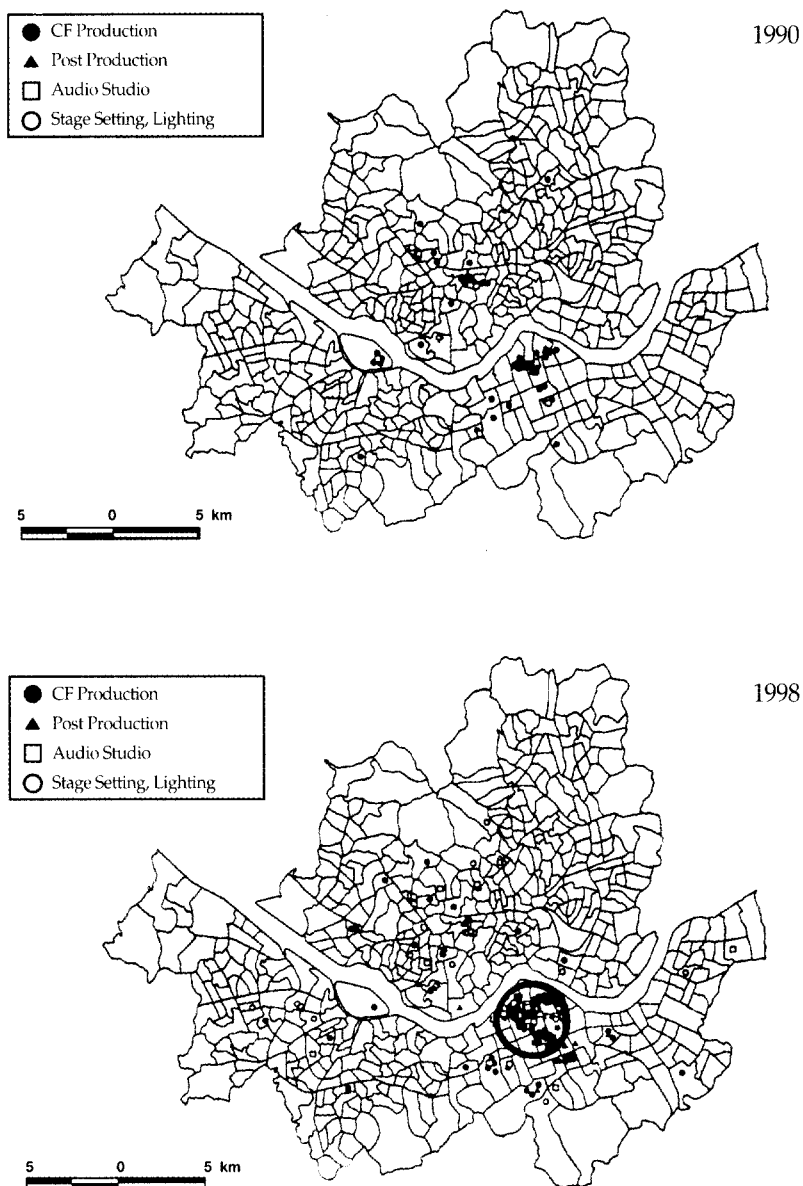 CF Production
Post Production
Audio Studio
Stage Setting, Lighting
1990
5 0 5 km
CF Production
Post Production
Audio Studio
Stage Setting, Lighting
1998
5 0 5 km